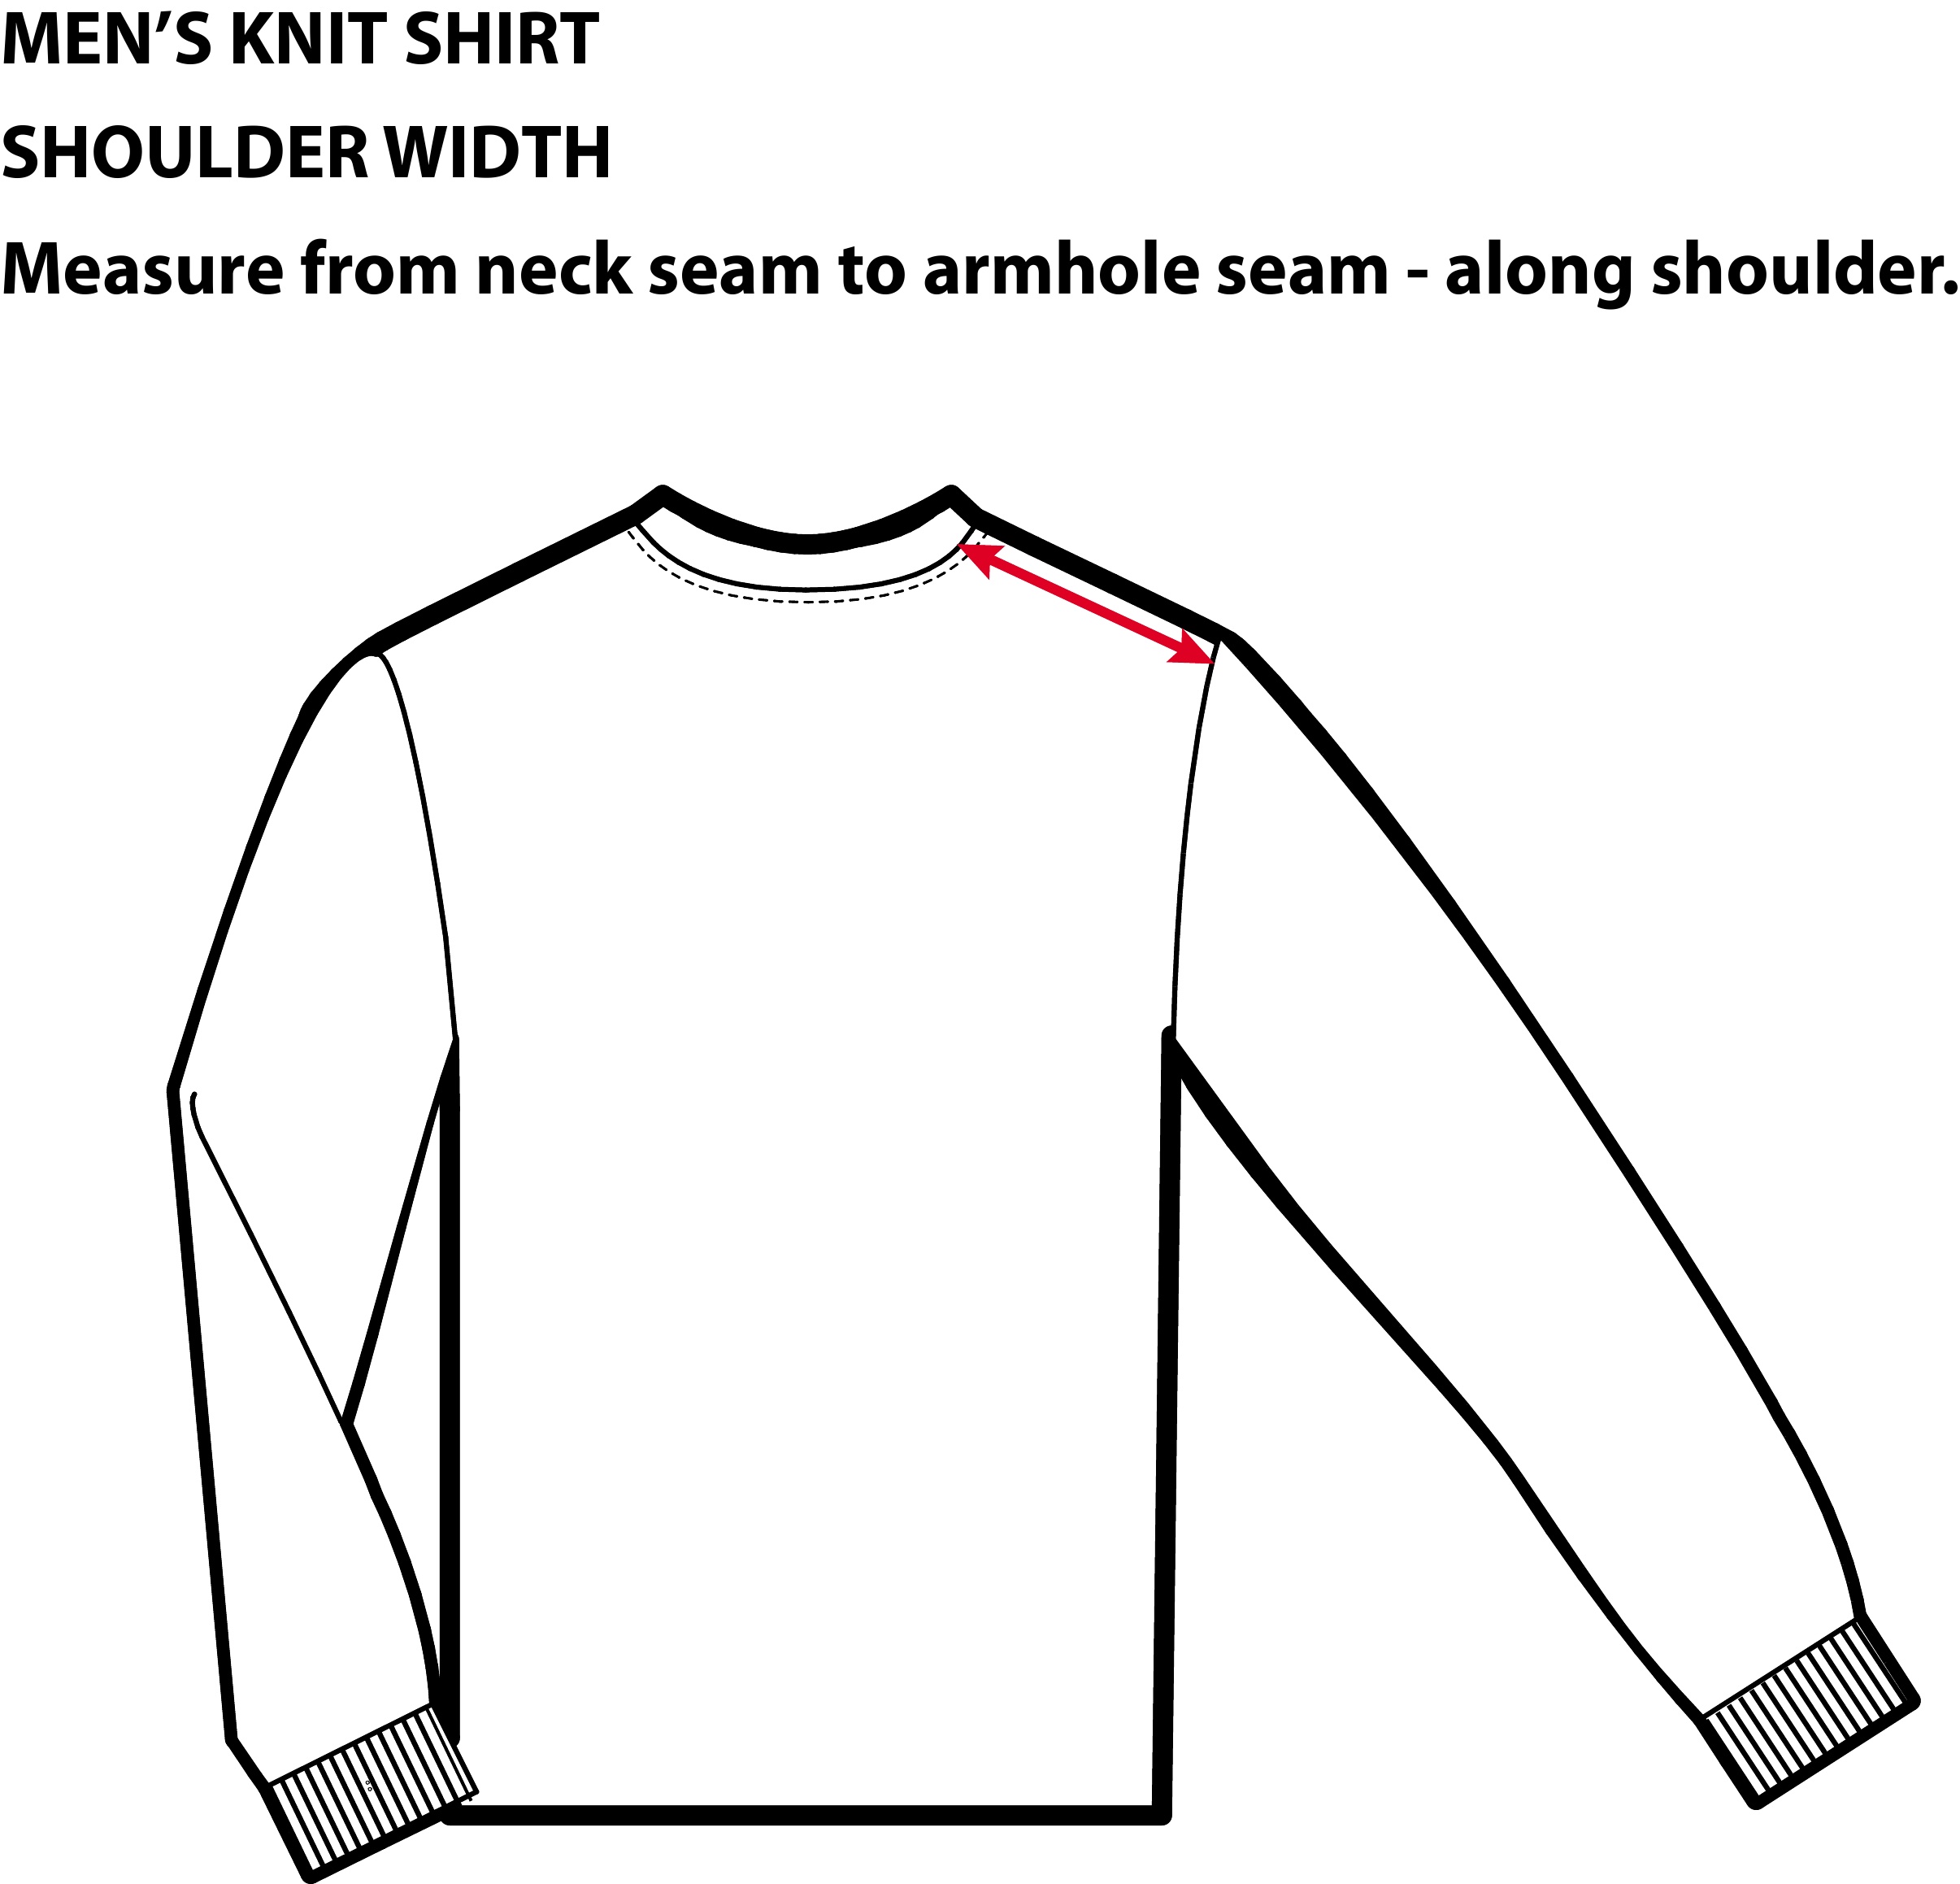 MEN’S KNIT SHIRT
SHOULDER WIDTH
Measure from neck seam to armhole seam - along shoulder.